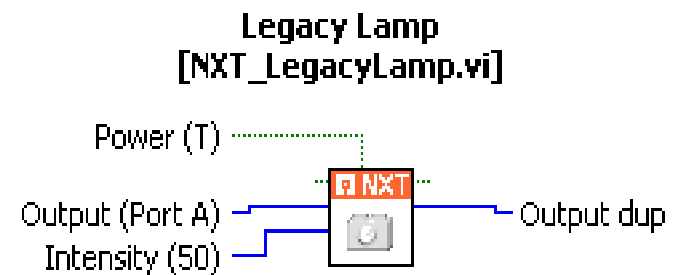 Legacy Lamp
[NXT_LegacyLamp.vi]
Power (T)
NXT
Output (Port A)
Output dup
Intensity (50)